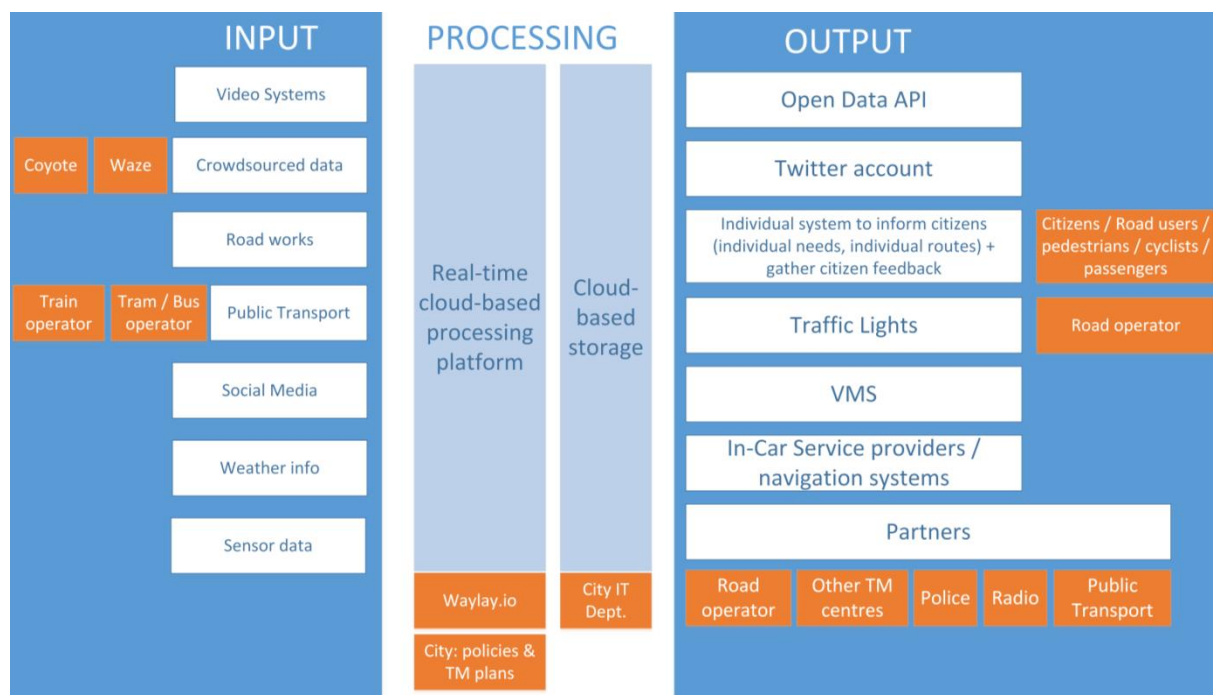 INPUT
Video Systems
Coyote
Waze
Crowdsourced data
Road works
Train
operator
Tram / Bus
operator
Public Transport
Social Media
Weather info
Sensor data
PROCESSING
Real-time
cloud-based
processing
platform
Cloud-
based
storage
Waylay.io
City IT
Dept.
City: policies &
TM plans
OUTPUT
Open Data API
Twitter account
Individual system to inform citizens
(individual needs, individual routes) +
gather citizen feedback
Citizens / Road users /
pedestrians / cyclists /
passengers
Traffic Lights
Road operator
VMS
In-Car Service providers /
navigation systems
Partners
Road
operator
Other TM
centres
Police
Radio
Public
Transport